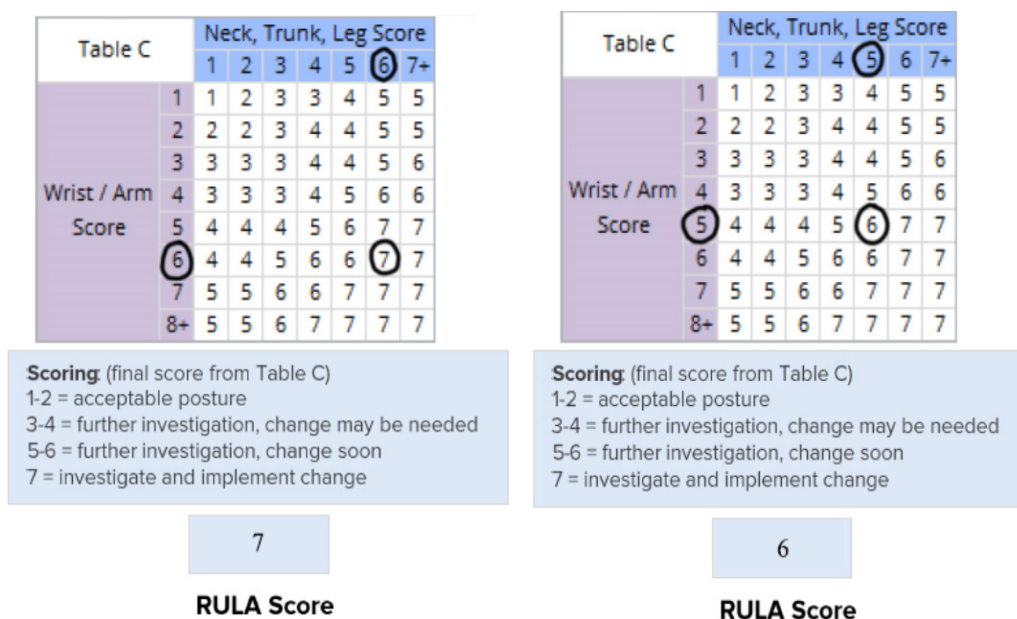 Table C
Neck, Trunk, Leg Score
1 2 3 4 5 6 7+
Wrist / Arm Score
1 1 2 3 3 4 5 5
2 2 2 3 4 4 5 5
3 3 3 3 4 4 5 6
4 3 3 3 4 5 6 6
5 4 4 4 5 6 7 7
6 4 4 5 6 6 7 7
7 5 5 6 6 7 7 7
8+ 5 5 6 7 7 7 7
Scoring: (final score from Table C)
1-2 = acceptable posture
3-4 = further investigation, change may be needed
5-6 = further investigation, change soon
7 = investigate and implement change
7
RULA Score
Table C
Neck, Trunk, Leg Score
1 2 3 4 5 6 7+
Wrist / Arm Score
1 1 2 3 3 4 5 5
2 2 2 3 4 4 5 5
3 3 3 3 4 4 5 6
4 3 3 3 4 5 6 6
5 4 4 4 5 6 7 7
6 4 4 5 6 6 7 7
7 5 5 6 6 7 7 7
8+ 5 5 6 7 7 7 7
Scoring: (final score from Table C)
1-2 = acceptable posture
3-4 = further investigation, change may be needed
5-6 = further investigation, change soon
7 = investigate and implement change
6
RULA Score